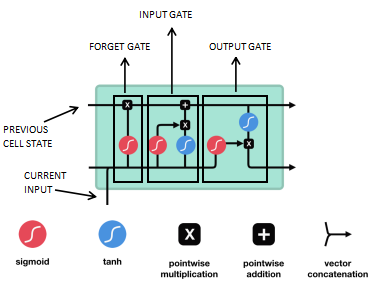 INPUT GATE
FORGET GATE
OUTPUT GATE
X
+
X
X
PREVIOUS
CELL STATE
CURRENT
INPUT
X
+
sigmoid
tanh
pointwise
multiplication
pointwise
addition
vector
concatenation